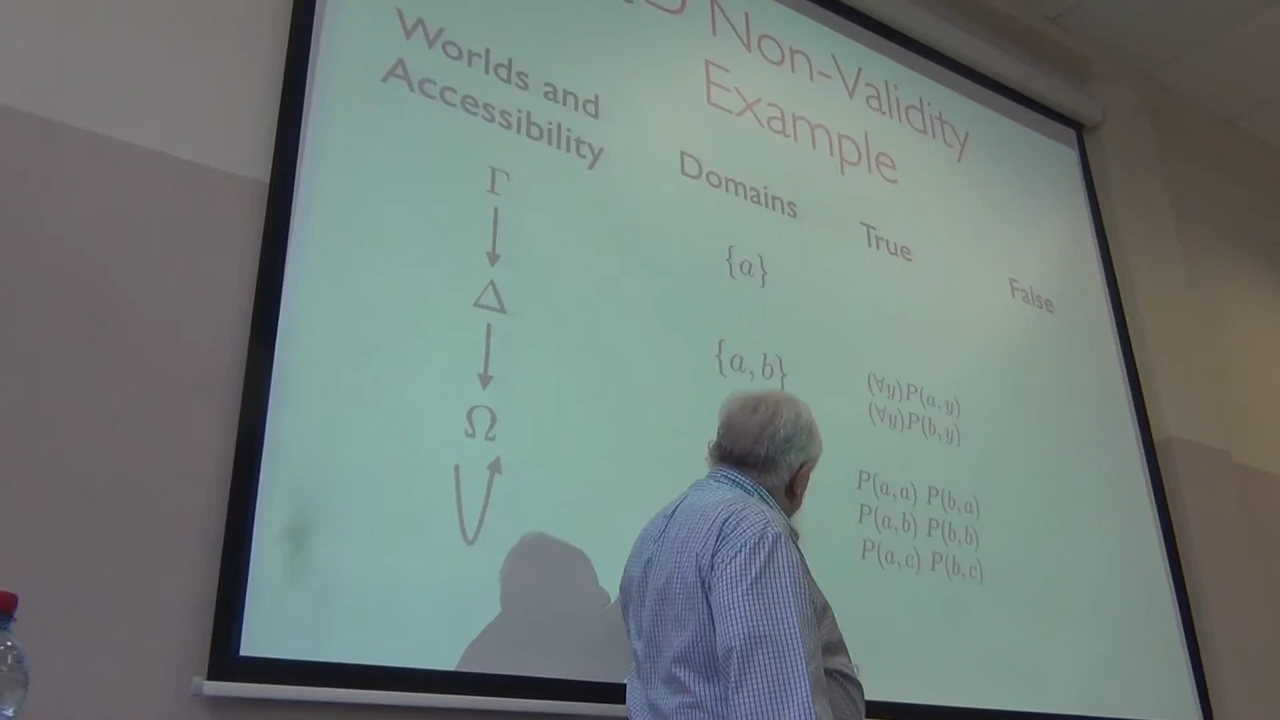 Non-Validity
Example
Worlds and
Accessibility
Domains
True
False
Γ
{a}
Δ
{a, b}
(∀y)P(a, y)
(∀y)P(b, y)
Ω
P(a, a) P(b, a)
P(a, b) P(b, b)
P(a, c) P(b, c)